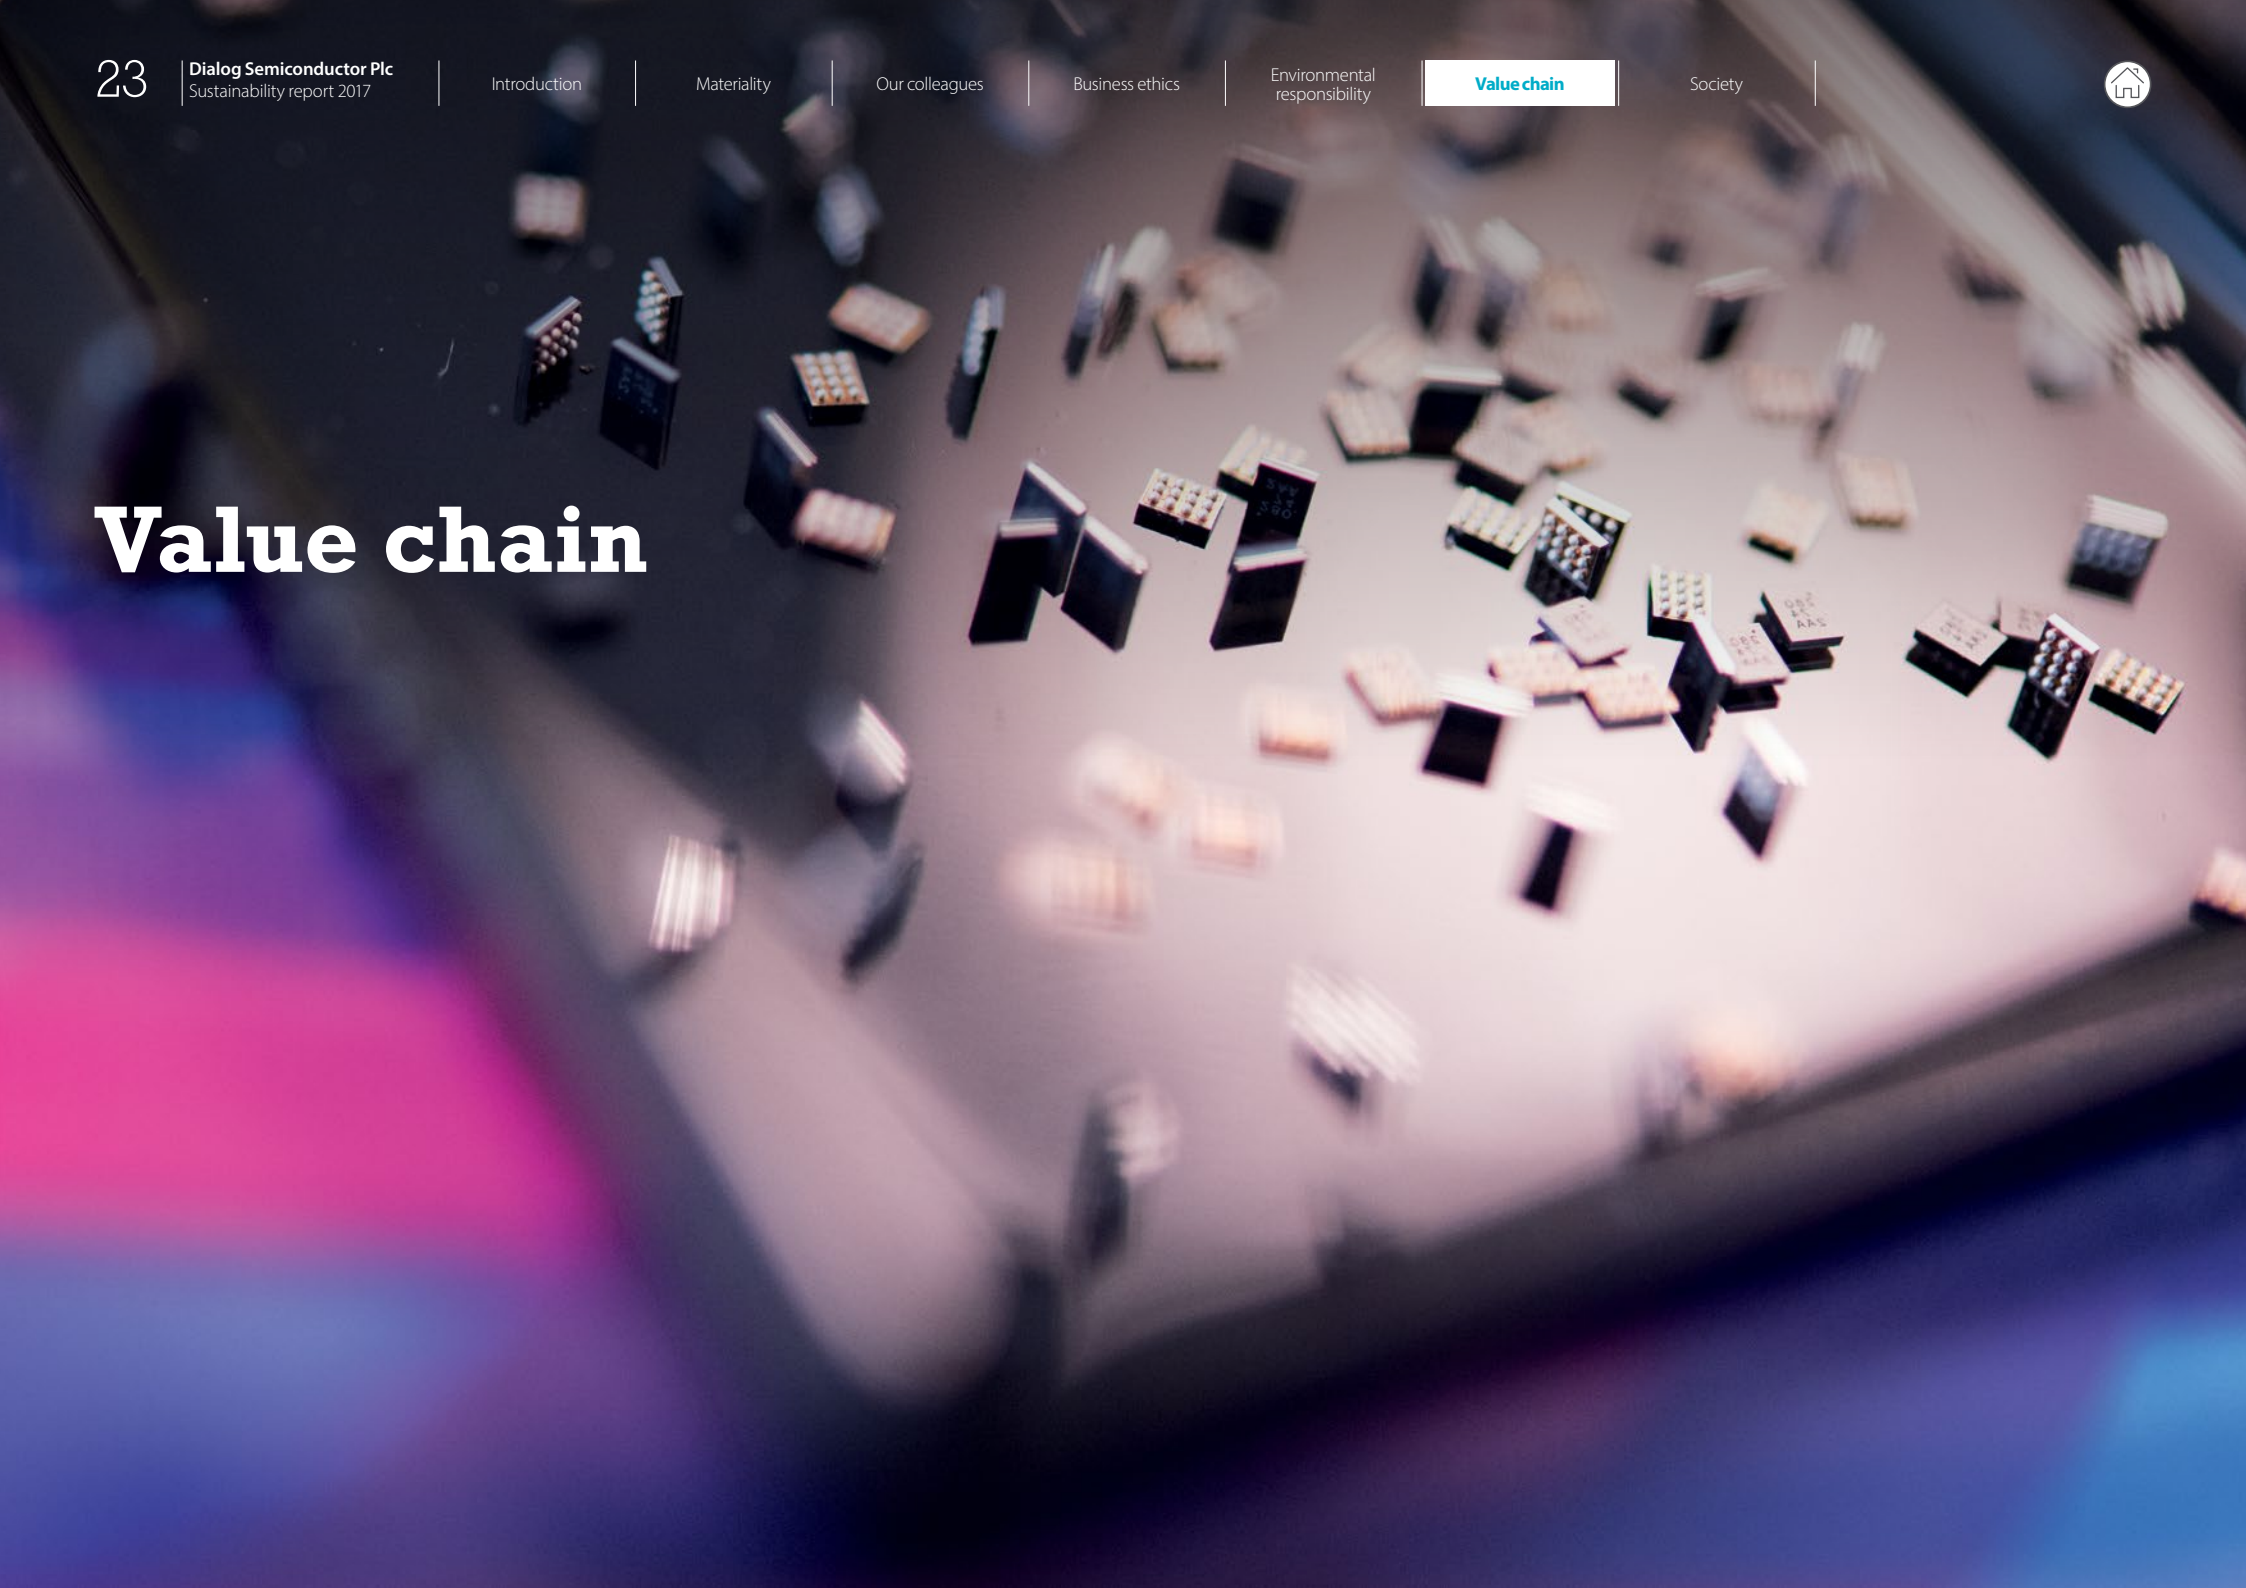 23
Dialog Semiconductor Plc
Sustainability report 2017
Introduction
Materiality
Our colleagues
Business ethics
Environmental
responsibility
Value chain
Society
Value chain